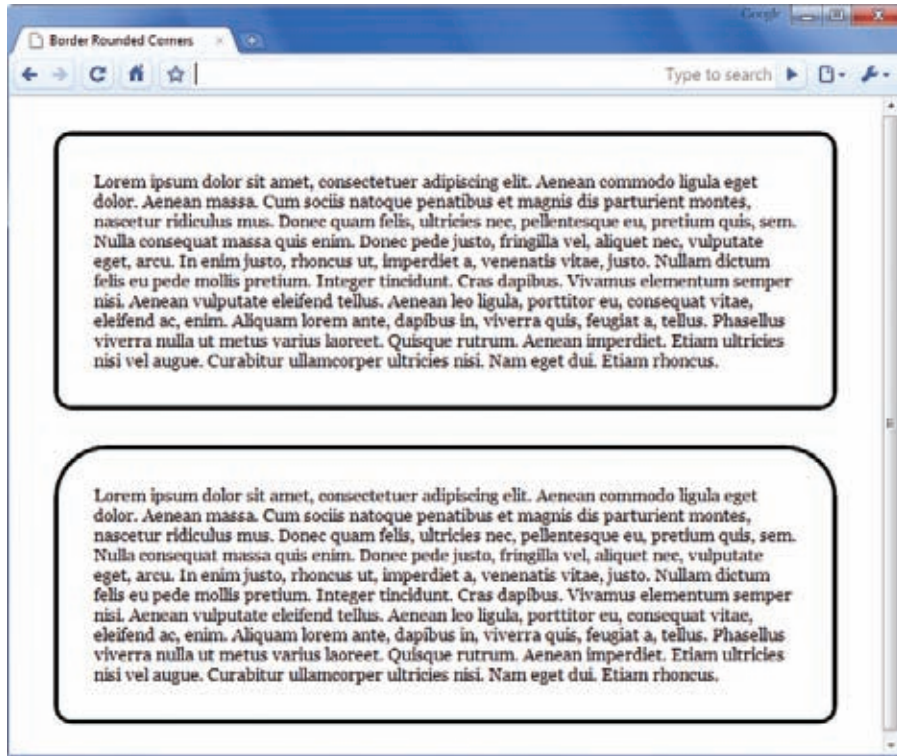 Google
Border Rounded Corners
Type to search
Lorem ipsum dolor sit amet, consectetuer adipiscing elit. Aenean commodo ligula eget
dolor. Aenean massa. Cum sociis natoque penatibus et magnis dis parturient montes,
nascetur ridiculus mus. Donec quam felis, ultricies nec, pellentesque eu, pretium quis, sem.
Nulla consequat massa quis enim. Donec pede justo, fringilla vel, aliquet nec, vulputate
eget, arcu. In enim justo, rhoncus ut, imperdiet a, venenatis vitae, justo. Nullam dictum
felis eu pede mollis pretium. Integer tincidunt. Cras dapibus. Vivamus elementum semper
nisi. Aenean vulputate eleifend tellus. Aenean leo ligula, porttitor eu, consequat vitae,
eleifend ac, enim. Aliquam lorem ante, dapibus in, viverra quis, feugiat a, tellus. Phasellus
viverra nulla ut metus varius laoreet. Quisque rutrum. Aenean imperdiet. Etiam ultricies
nisi vel augue. Curabitur ullamcorper ultricies nisi. Nam eget dui. Etiam rhoncus.
Lorem ipsum dolor sit amet, consectetuer adipiscing elit. Aenean commodo ligula eget
dolor. Aenean massa. Cum sociis natoque penatibus et magnis dis parturient montes,
nascetur ridiculus mus. Donec quam felis, ultricies nec, pellentesque eu, pretium quis, sem.
Nulla consequat massa quis enim. Donec pede justo, fringilla vel, aliquet nec, vulputate
eget, arcu. In enim justo, rhoncus ut, imperdiet a, venenatis vitae, justo. Nullam dictum
felis eu pede mollis pretium. Integer tincidunt. Cras dapibus. Vivamus elementum semper
nisi. Aenean vulputate eleifend tellus. Aenean leo ligula, porttitor eu, consequat vitae,
eleifend ac, enim. Aliquam lorem ante, dapibus in, viverra quis, feugiat a, tellus. Phasellus
viverra nulla ut metus varius laoreet. Quisque rutrum. Aenean imperdiet. Etiam ultricies
nisi vel augue. Curabitur ullamcorper ultricies nisi. Nam eget dui. Etiam rhoncus.